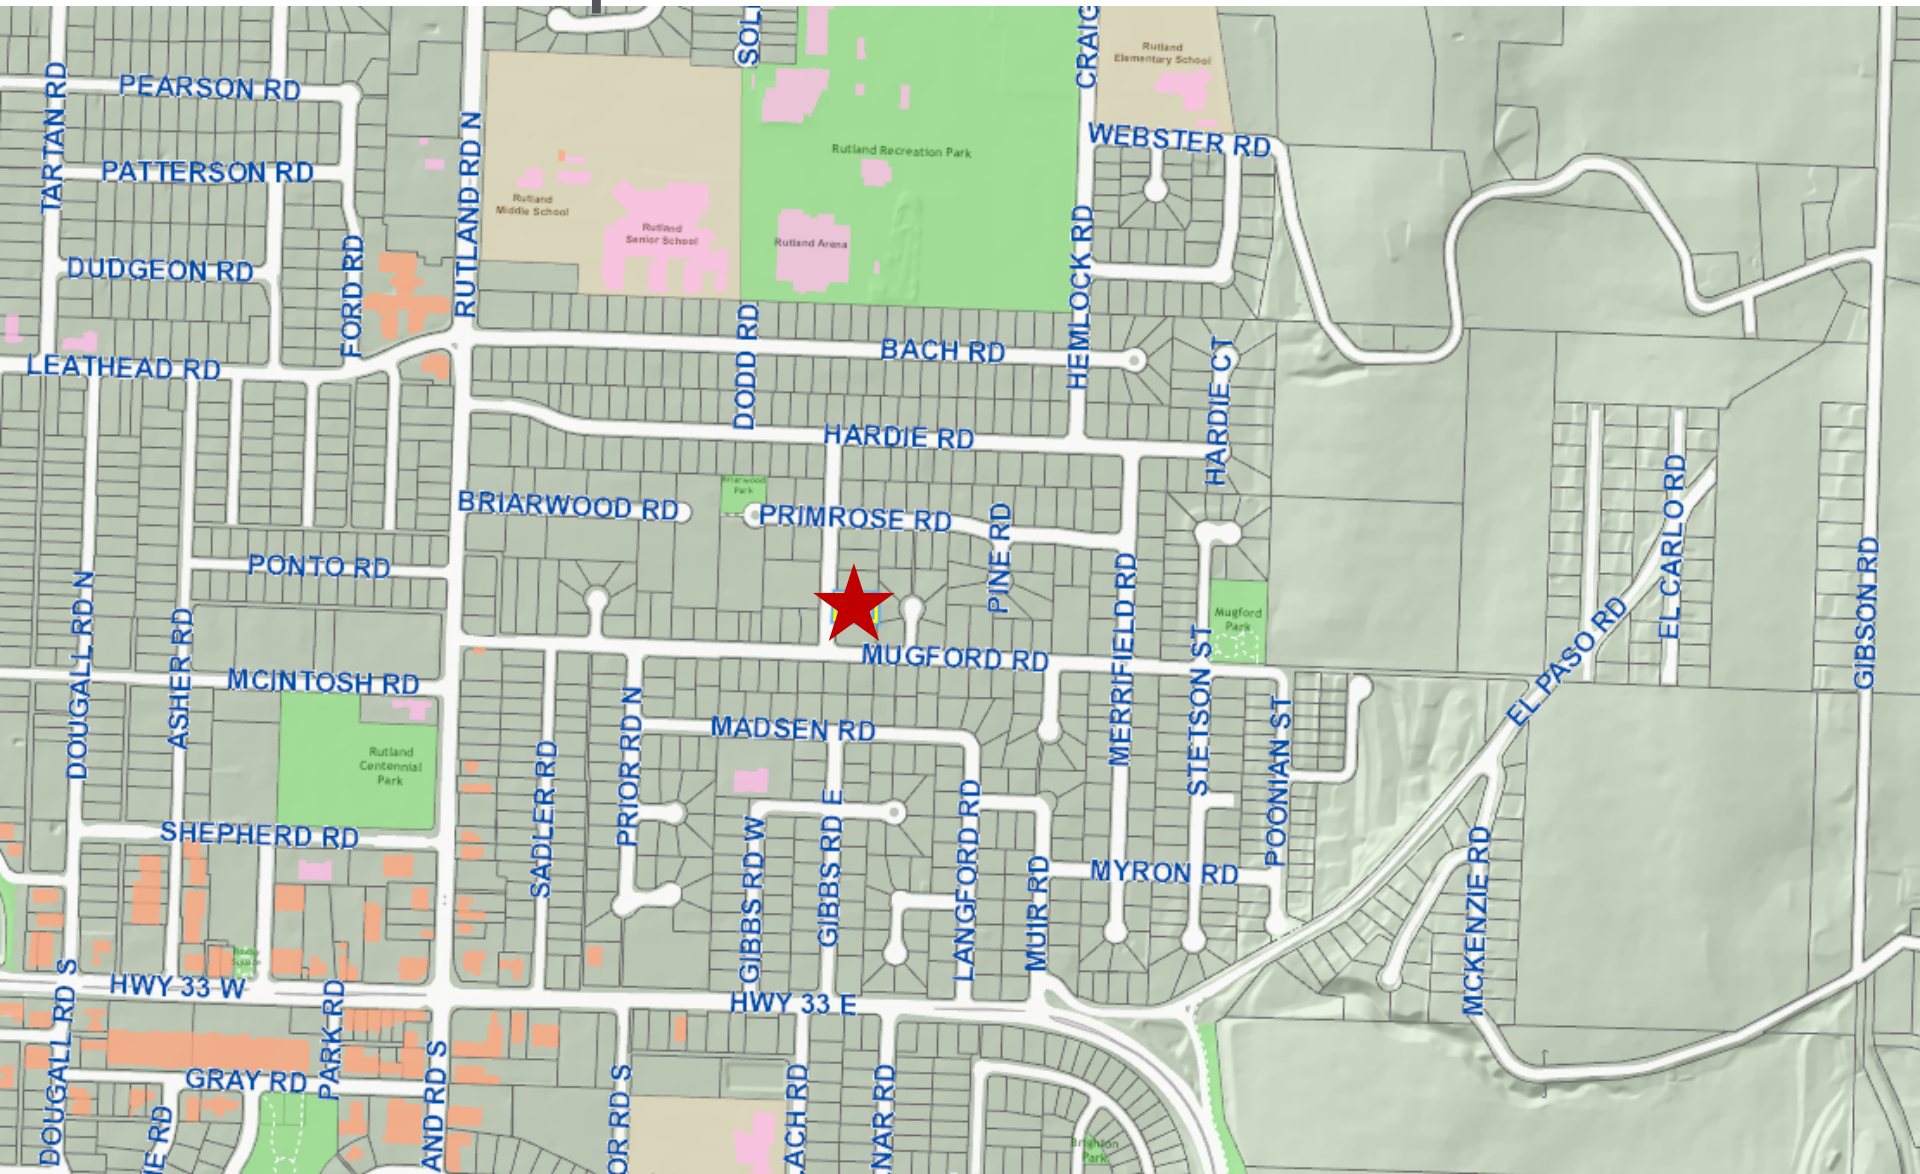 SOL
CRAIG
Rutland
Elementary School
PEARSON RD
TARTAN RD
RUTLAND RD N
WEBSTER RD
Rutland Recreation Park
PATTERSON RD
Rutland
Middle School
Rutland
Senior School
Rutland Arena
DUDGEON RD
FORD RD
HEMLOCK RD
LEATHEAD RD
DODD RD
BACH RD
HARDIE CT
HARDIE RD
BRIARWOOD RD
Briarwood
Park
PRIMROSE RD
PINE RD
EL CARLO RD
GIBSON RD
PONTO RD
DOUGALL RD N
ASHER RD
MERRIFIELD RD
Mugford
Park
EL PASO RD
MUGFORD RD
MCINTOSH RD
STETSON ST
POONIAN ST
PRIOR RD N
MADSEN RD
Rutland
Centennial
Park
SADLER RD
SHEPHERD RD
GIBBS RD W
GIBBS RD E
LANGFORD RD
MUIR RD
MYRON RD
MCKENZIE RD
HWY 33 W
HWY 33 E
DOUGALL RD S
PARK RD
GRAY RD
AND RD S
OR RD S
ACH RD
NAR RD
IE RD
Brighton
Park